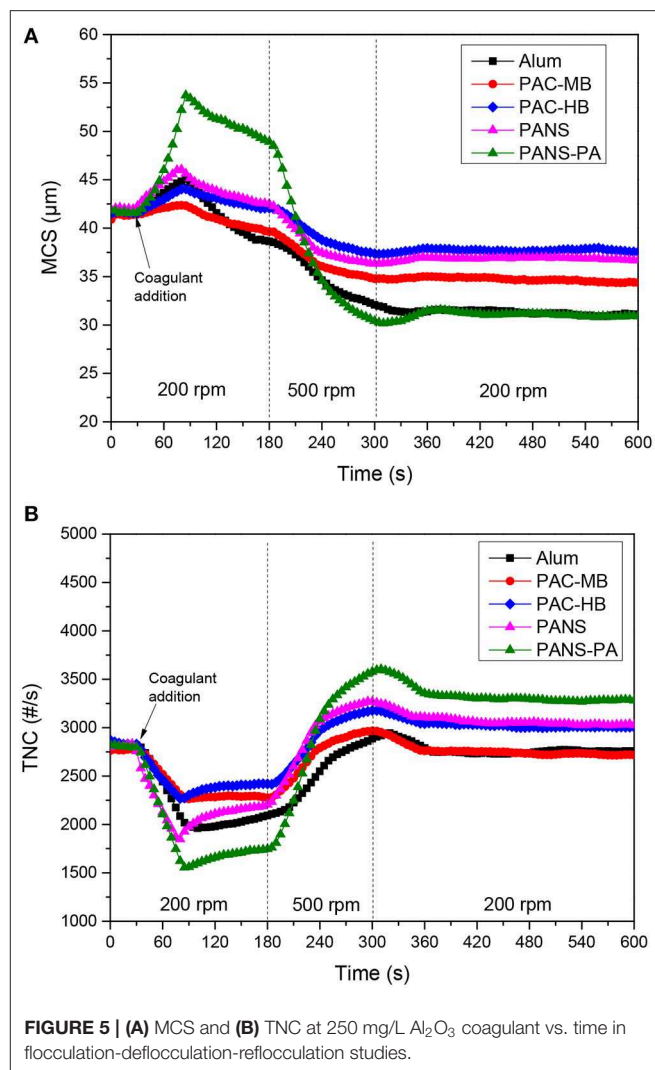 A
60
55
50
45
40
35
30
25
20
MCS (μm)
Alum
PAC-MB
PAC-HB
PANS
PANS-PA
Coagulant
addition
200 rpm
500 rpm
200 rpm
0
60
120
180
240
300
360
420
480
540
600
Time (s)
B
5000
4500
4000
3500
3000
2500
2000
1500
1000
TNC (#/s)
Alum
PAC-MB
PAC-HB
PANS
PANS-PA
Coagulant
addition
200 rpm
500 rpm
200 rpm
0
60
120
180
240
300
360
420
480
540
600
Time (s)
FIGURE 5 | (A) MCS and (B) TNC at 250 mg/L Al₂O₃ coagulant vs. time in
flocculation-deflocculation-reflocculation studies.